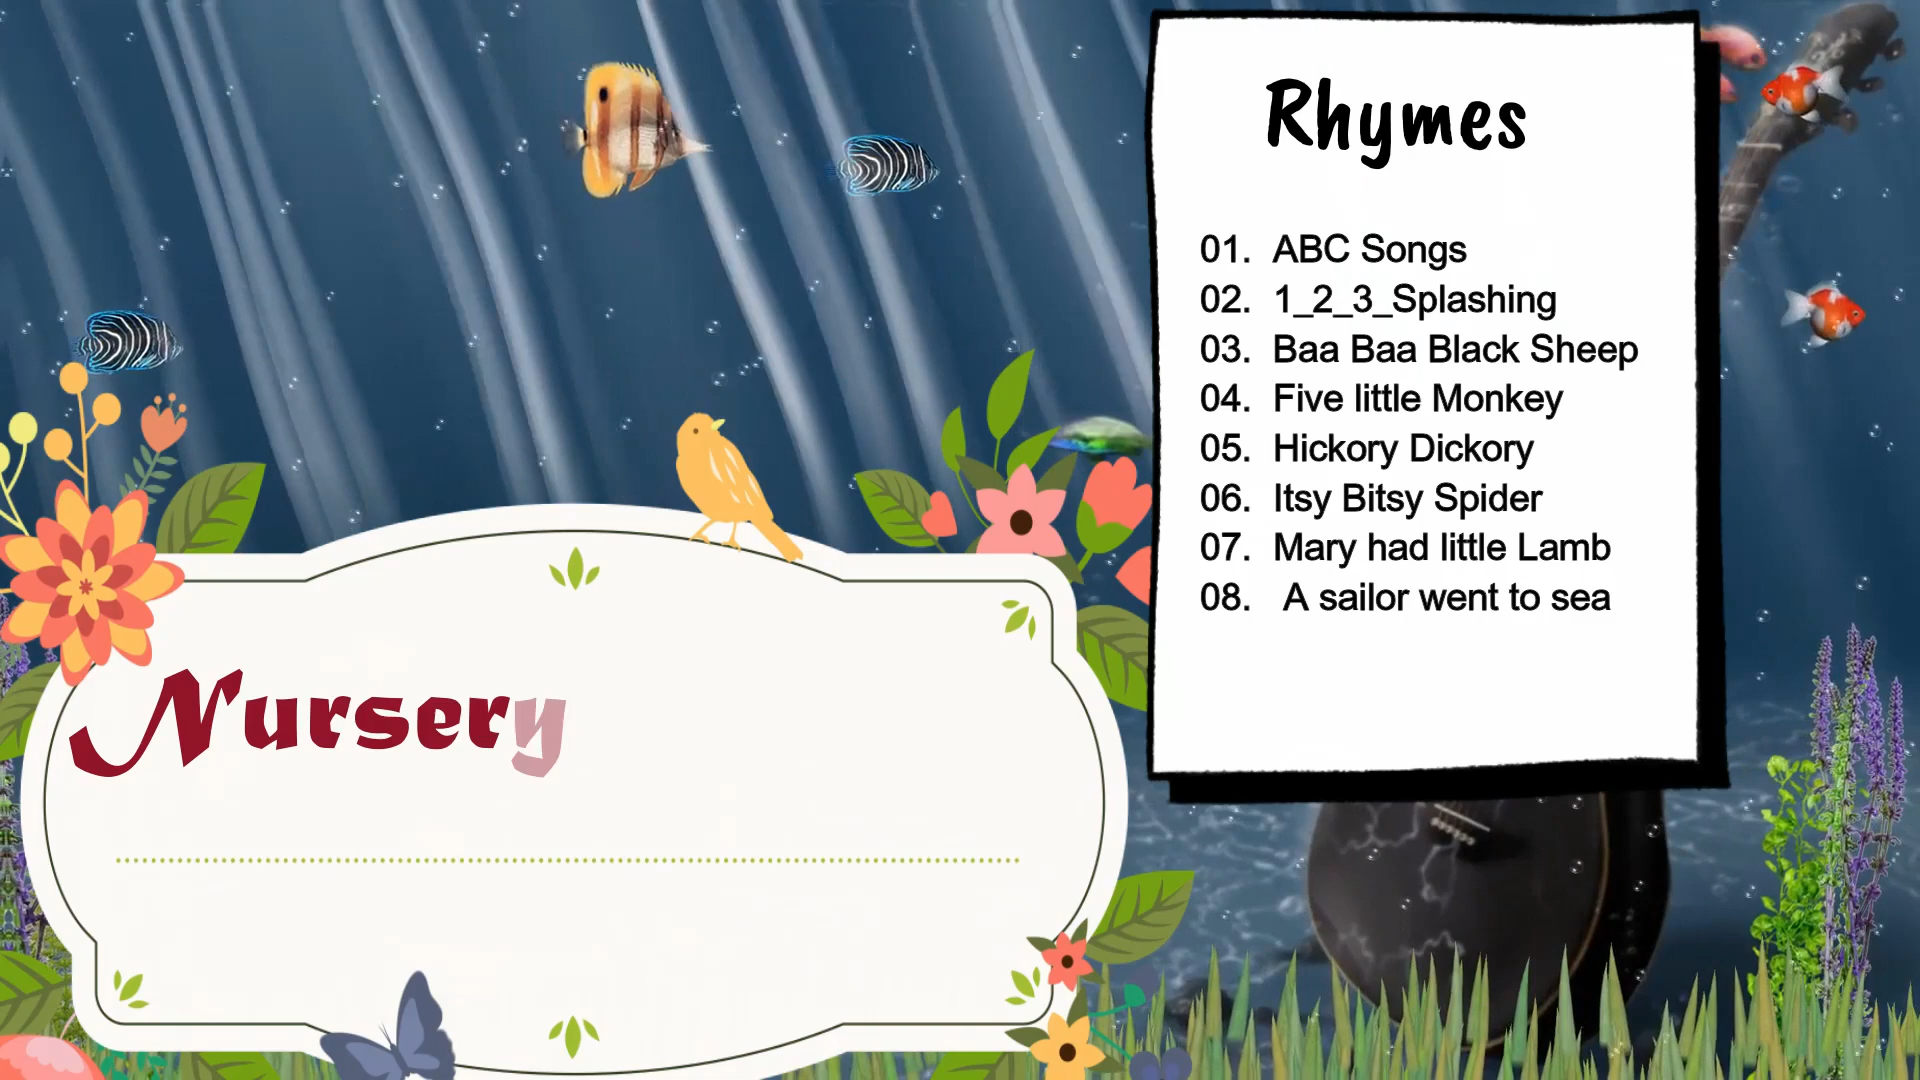 Rhymes
01. ABC Songs
02. 1_2_3_Splashing
03. Baa Baa Black Sheep
04. Five little Monkey
05. Hickory Dickory
06. Itsy Bitsy Spider
07. Mary had little Lamb
08. A sailor went to sea
Nursery